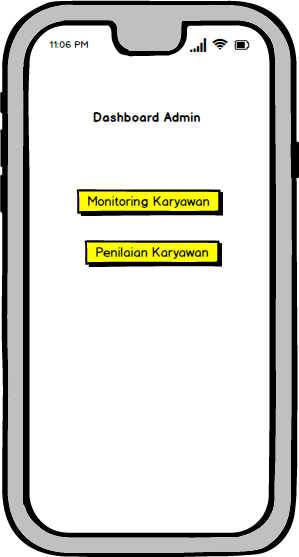 11:06 PM
Dashboard Admin
Monitoring Karyawan
Penilaian Karyawan